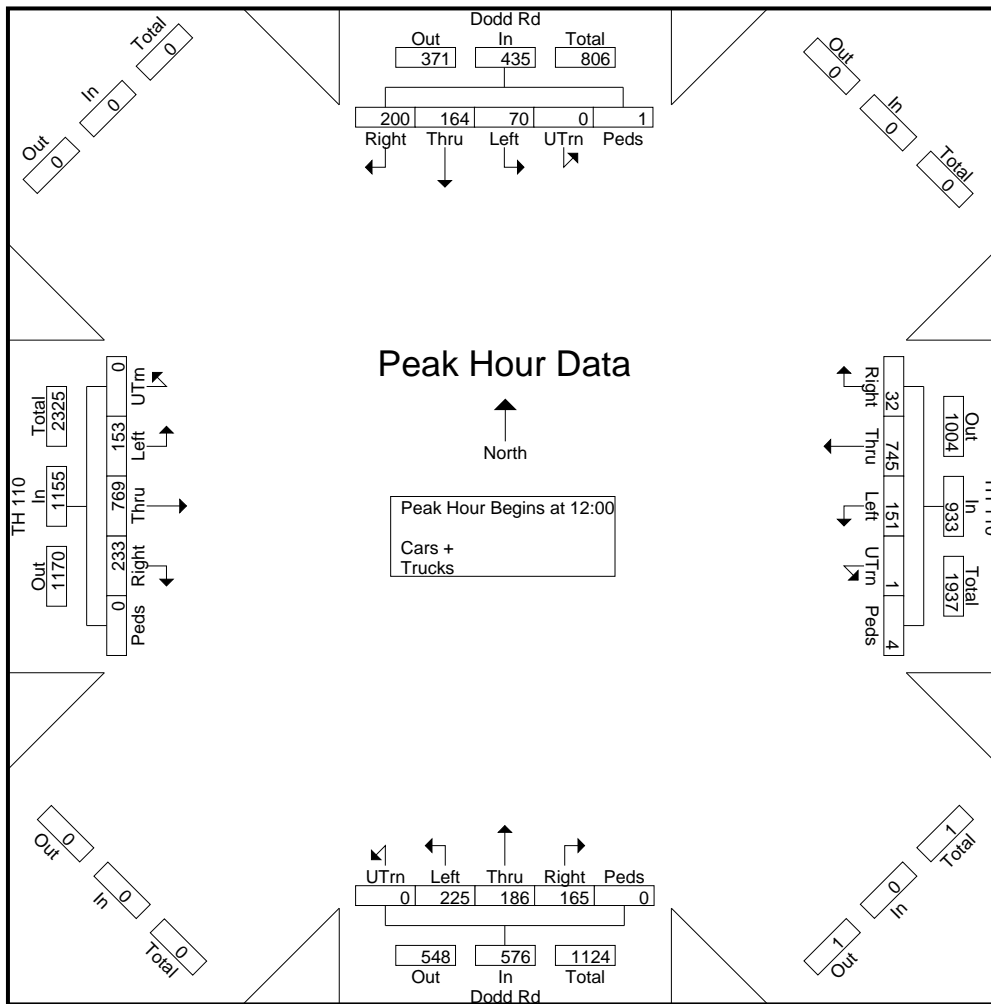 Dodd Rd
Out In Total
371 435 806
200 164 70 0 1
Right Thru Left UTrn Peds
Total 0
In 0
Out 0
Out 0
In 0
Total 0
Peak Hour Data
North
Peak Hour Begins at 12:00
Cars +
Trucks
TH 110
Total In Out
2325 1155 1170
0 153 769 233 0
UTrn Left Thru Right Peds
Right Thru Left UTrn Peds
32 745 151 1 4
Out In Total
1004 933 1937
Out 0
In 0
Total 0
Total 1
In 0
Out 1
UTrn Left Thru Right Peds
0 225 186 165 0
548 576 1124
Out In Total
Dodd Rd